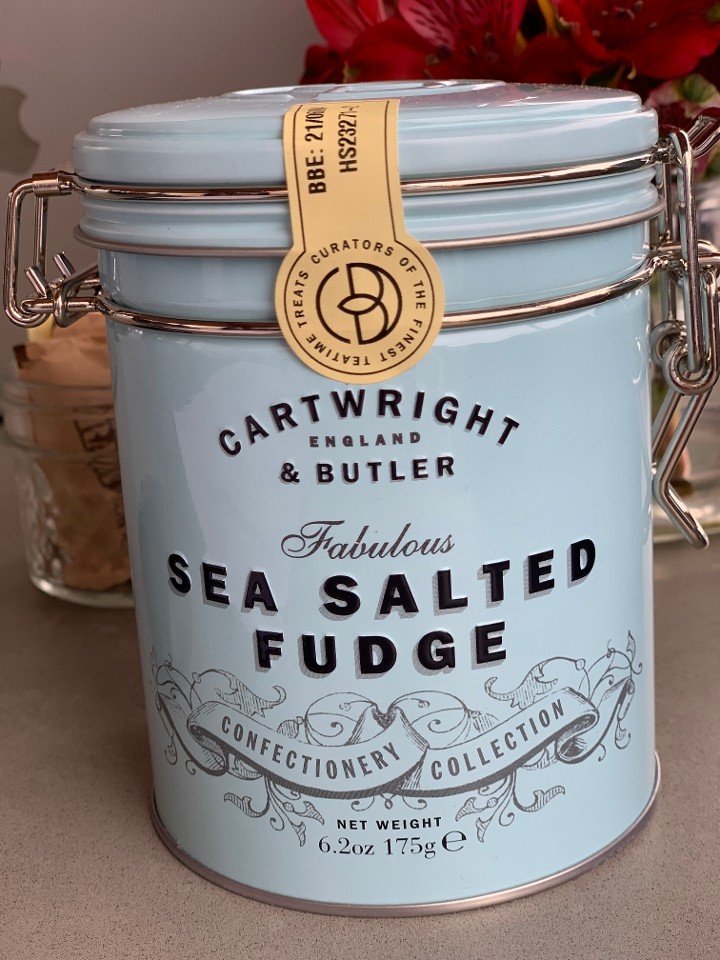 BBE: 21/0
HS2327
CURATORS OF THE FINEST TEATIME TREATS
CARTWRIGHT
ENGLAND
& BUTLER
Fabulous
SEA SALTED
FUDGE
CONFECTIONERY COLLECTION
NET WEIGHT
6.2oz 175g ℮